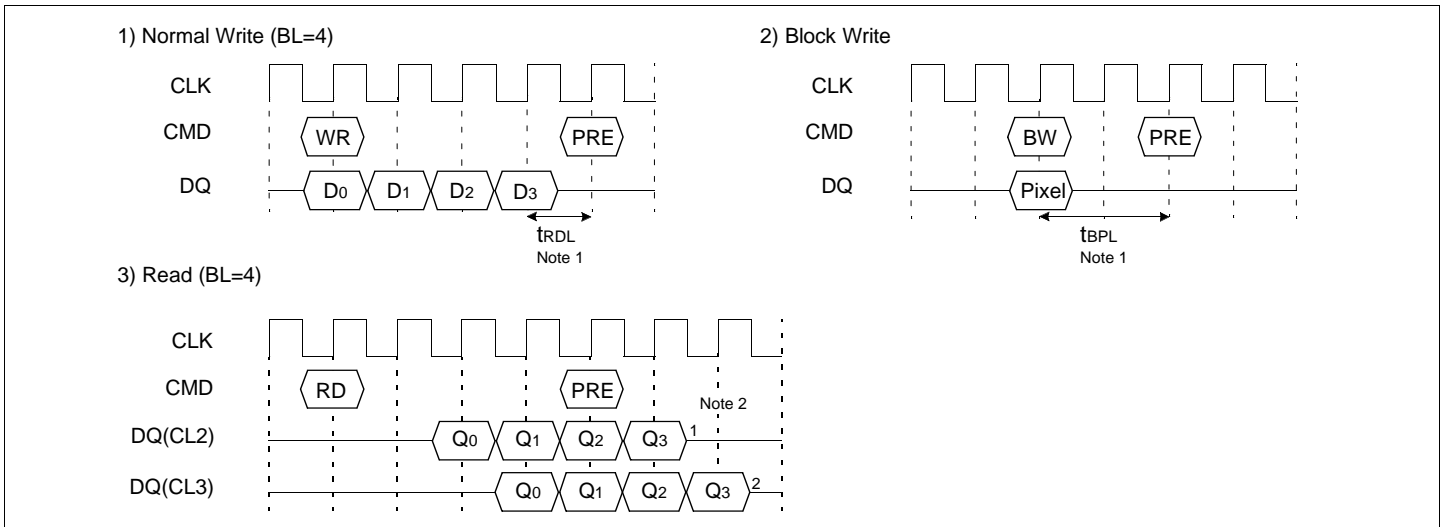 1) Normal Write (BL=4)
CLK
CMD
WR
PRE
DQ
D0
D1
D2
D3
tRDL
Note 1
2) Block Write
CLK
CMD
BW
PRE
DQ
Pixel
tBPL
Note 1
3) Read (BL=4)
CLK
CMD
RD
PRE
Note 2
DQ(CL2)
Q0
Q1
Q2
Q3
1
DQ(CL3)
Q0
Q1
Q2
Q3
2